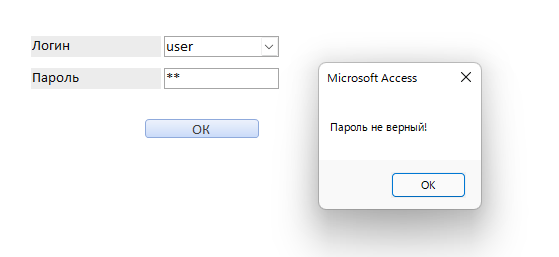 Логин
user
Пароль
**
OK
Microsoft Access
Пароль не верный!
OK